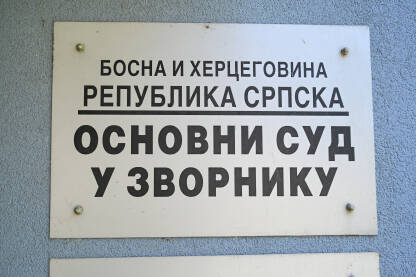 БОСНА И ХЕРЦЕГОВИНА
РЕПУБЛИКА СРПСКА
ОСНОВНИ СУД
У ЗВОРНИКУ